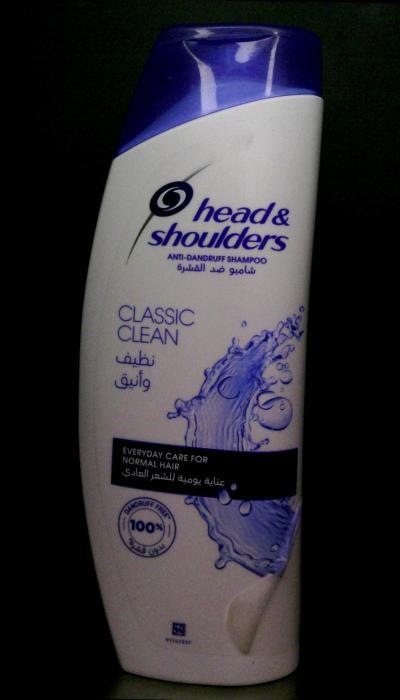 head &
shoulders
ANTI-DANDRUFF SHAMPOO
شامبو ضد القشرة
CLASSIC
CLEAN
نظيف
وأنيق
EVERYDAY CARE FOR
NORMAL HAIR
عناية يومية للشعر العادي
DANDRUFF FREE*
100%
بدون قشرة